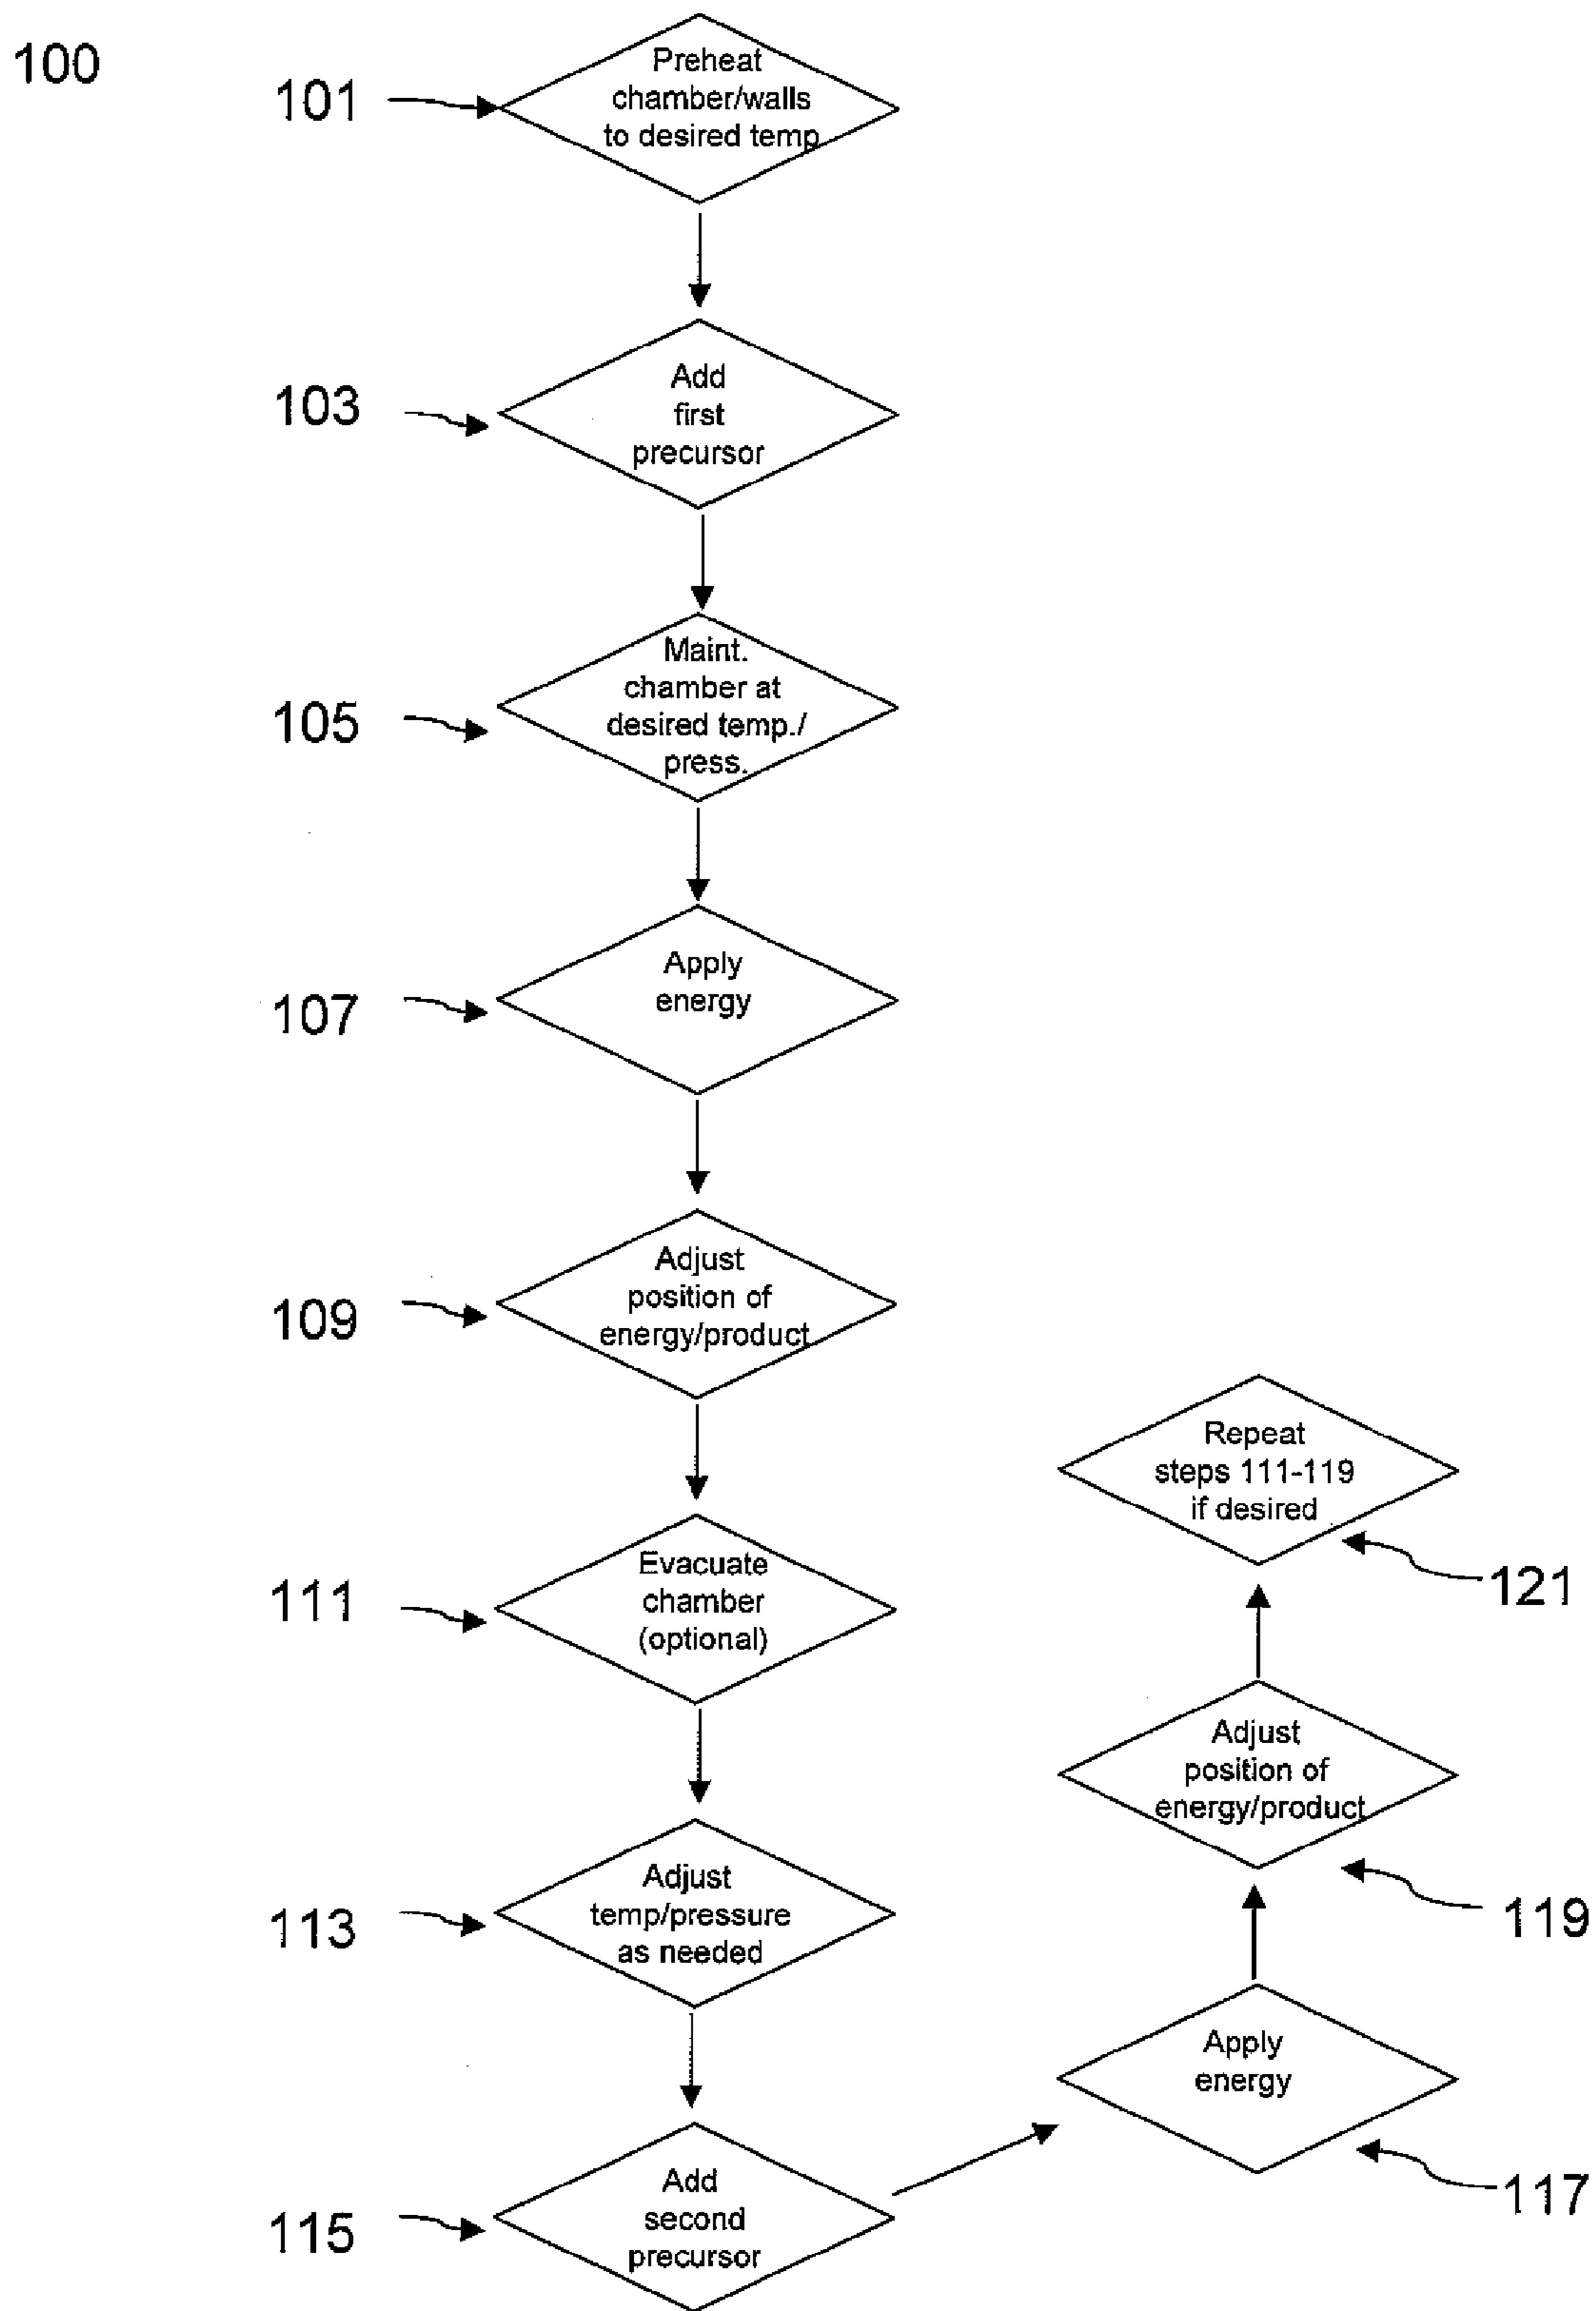 100
101
Preheat
chamber/walls
to desired temp
103
Add
first
precursor
105
Maint.
chamber at
desired temp./
press.
107
Apply
energy
109
Adjust
position of
energy/product
111
Evacuate
chamber
(optional)
113
Adjust
temp/pressure
as needed
115
Add
second
precursor
Apply
energy
117
Adjust
position of
energy/product
119
Repeat
steps 111-119
if desired
121